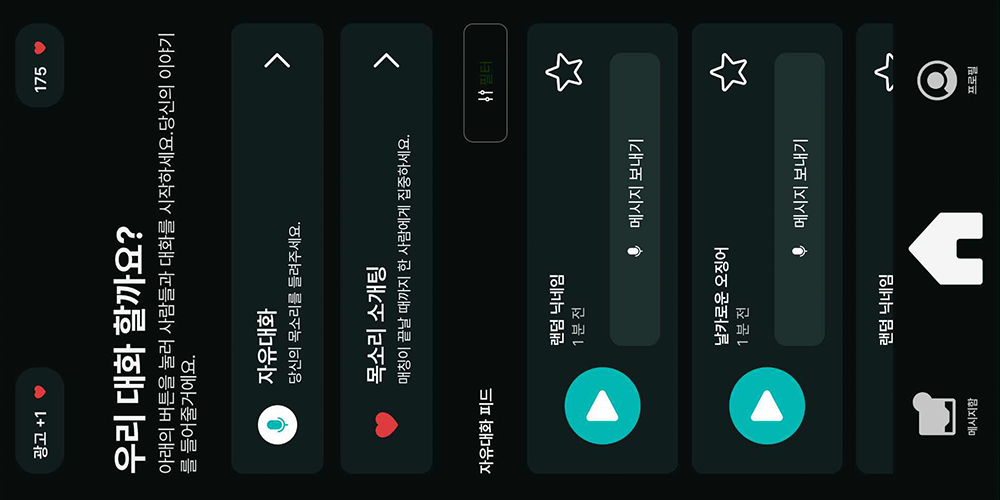 광고 +1
175
우리 대화 할까요?
아래의 버튼을 눌러 사람들과 대화를 시작하세요.당신의 이야기
를 들어줄거에요.
자유대화
당신의 목소리를 들려주세요.
목소리 소개팅
매칭이 끝날 때까지 한 사람에게 집중하세요.
자유대화 피드
필터
랜덤 닉네임
1 분 전
메시지 보내기
날카로운 오징어
1 분 전
메시지 보내기
랜덤 닉네임
메시지함
프로필